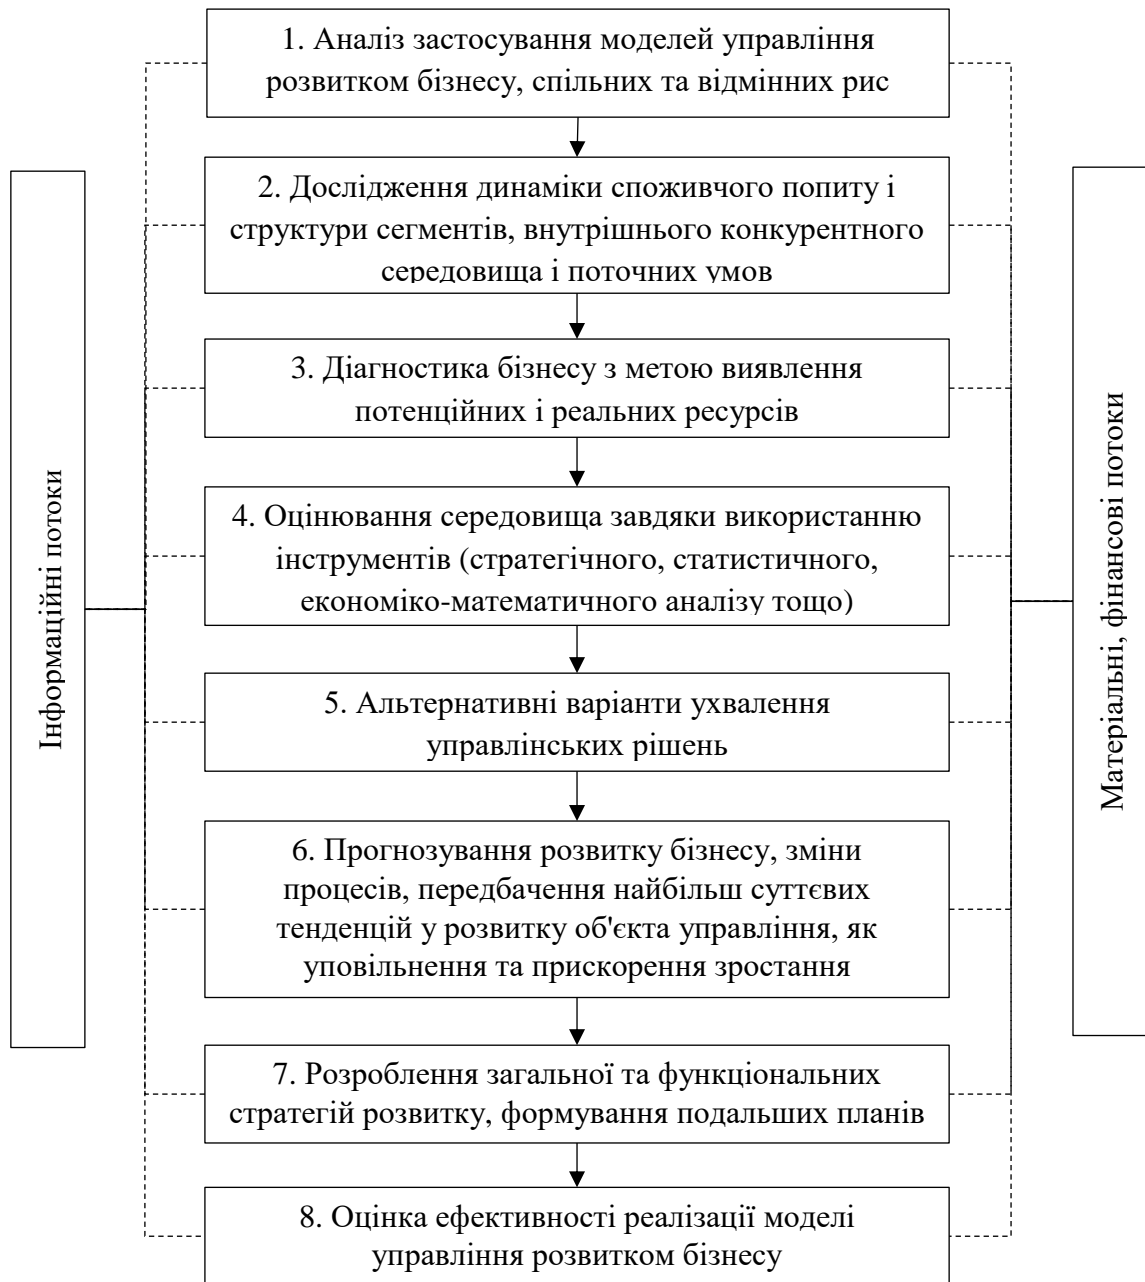 1. Аналіз застосування моделей управління
розвитком бізнесу, спільних та відмінних рис
2. Дослідження динаміки споживчого попиту і
структури сегментів, внутрішнього конкурентного
середовища і поточних умов
3. Діагностика бізнесу з метою виявлення
потенційних і реальних ресурсів
4. Оцінювання середовища завдяки використанню
інструментів (стратегічного, статистичного,
економіко-математичного аналізу тощо)
5. Альтернативні варіанти ухвалення
управлінських рішень
6. Прогнозування розвитку бізнесу, зміни
процесів, передбачення найбільш суттєвих
тенденцій у розвитку об'єкта управління, як
уповільнення та прискорення зростання
7. Розроблення загальної та функціональних
стратегій розвитку, формування подальших планів
8. Оцінка ефективності реалізації моделі
управління розвитком бізнесу
Інформаційні потоки
Матеріальні, фінансові потоки